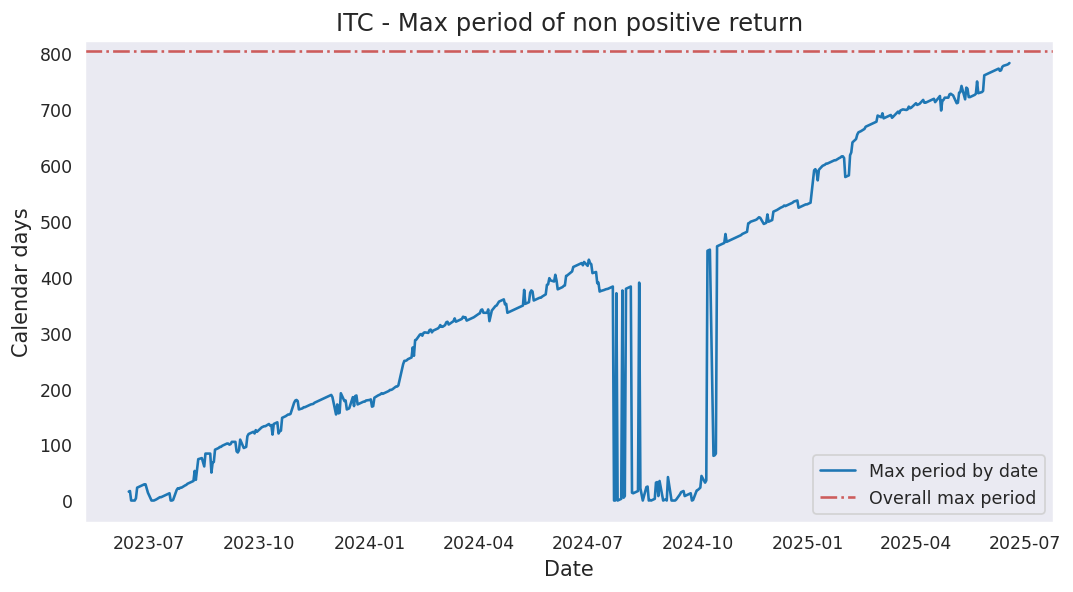 ITC - Max period of non positive return
Calendar days
800
700
600
500
400
300
200
100
0
2023-07 2023-10 2024-01 2024-04 2024-07 2024-10 2025-01 2025-04 2025-07
Date
Max period by date
Overall max period